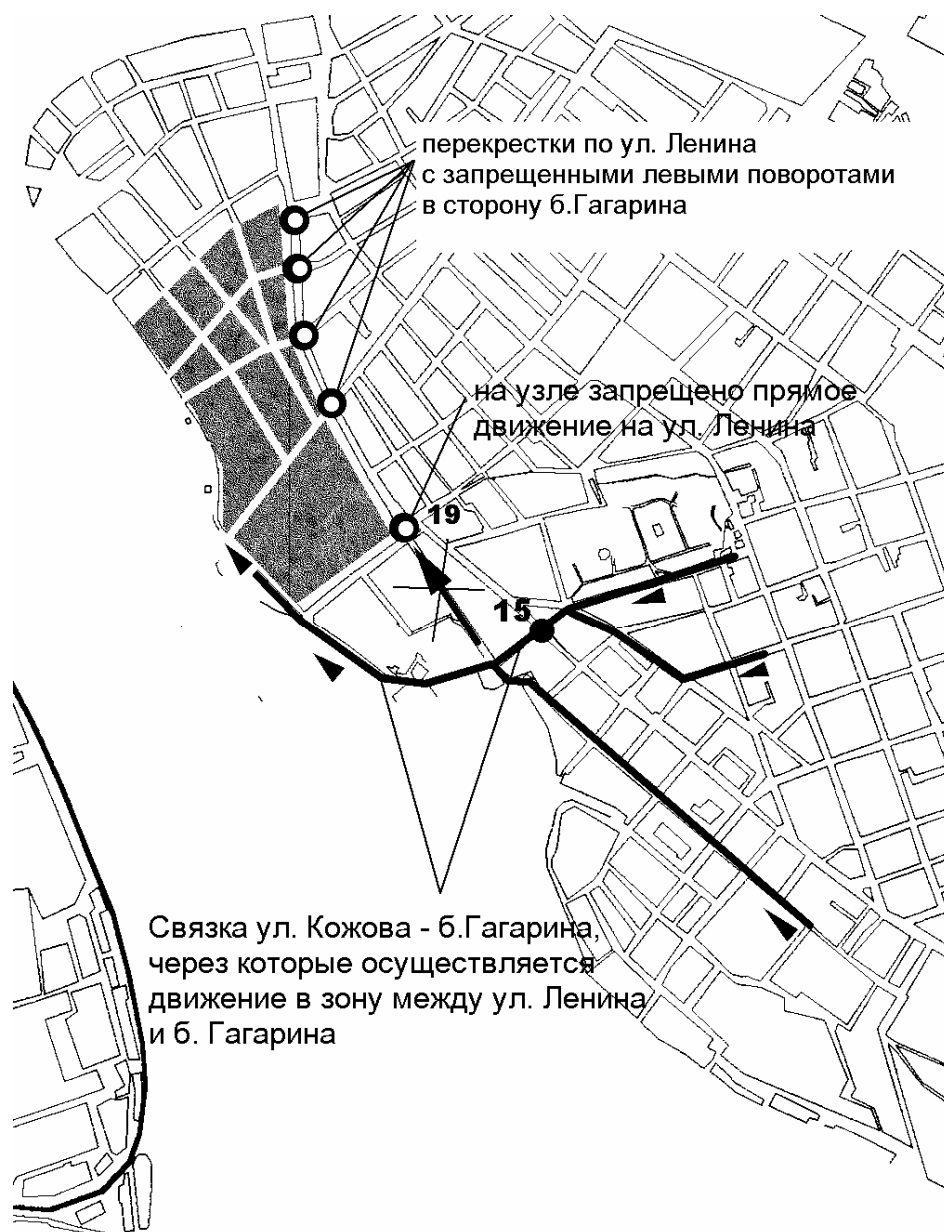 перекрестки по ул. Ленина
с запрещенными левыми поворотами
в сторону б.Гагарина
на узле запрещено прямое
движение на ул. Ленина
19
15
Связка ул. Кожова - б.Гагарина,
через которые осуществляется
движение в зону между ул. Ленина
и б. Гагарина